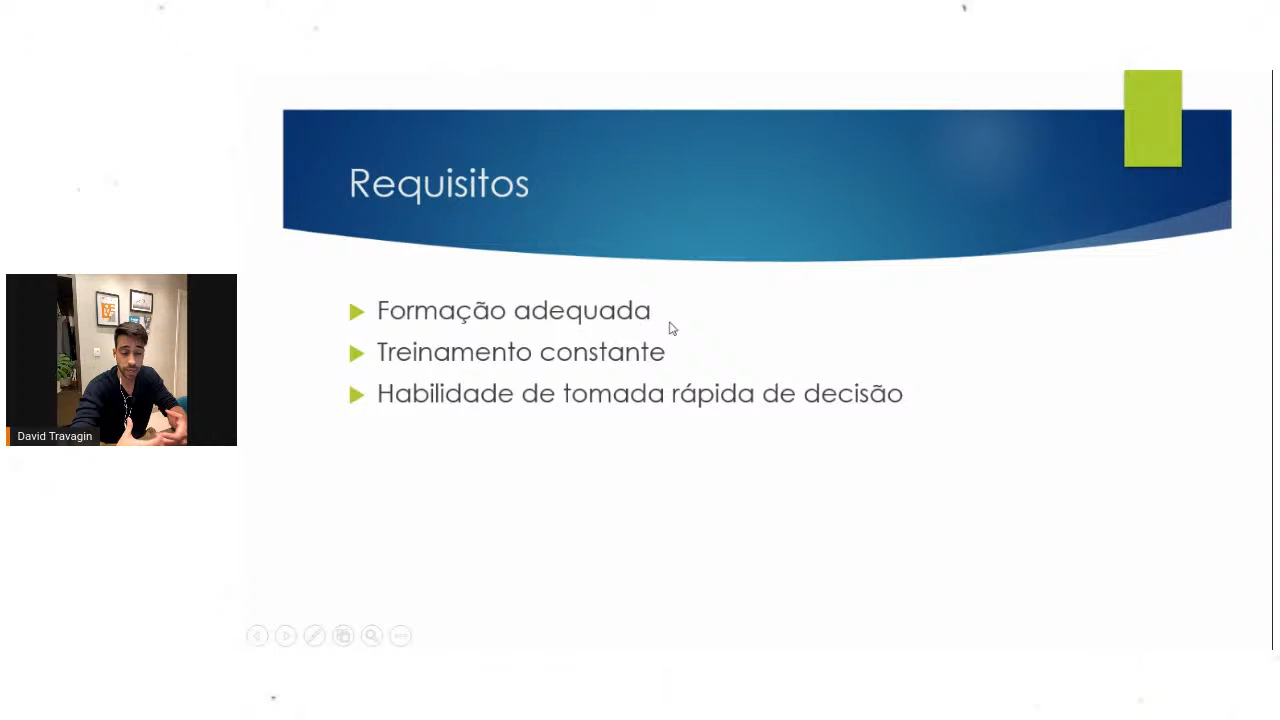 Requisitos
Formação adequada
Treinamento constante
Habilidade de tomada rápida de decisão
David Travagin